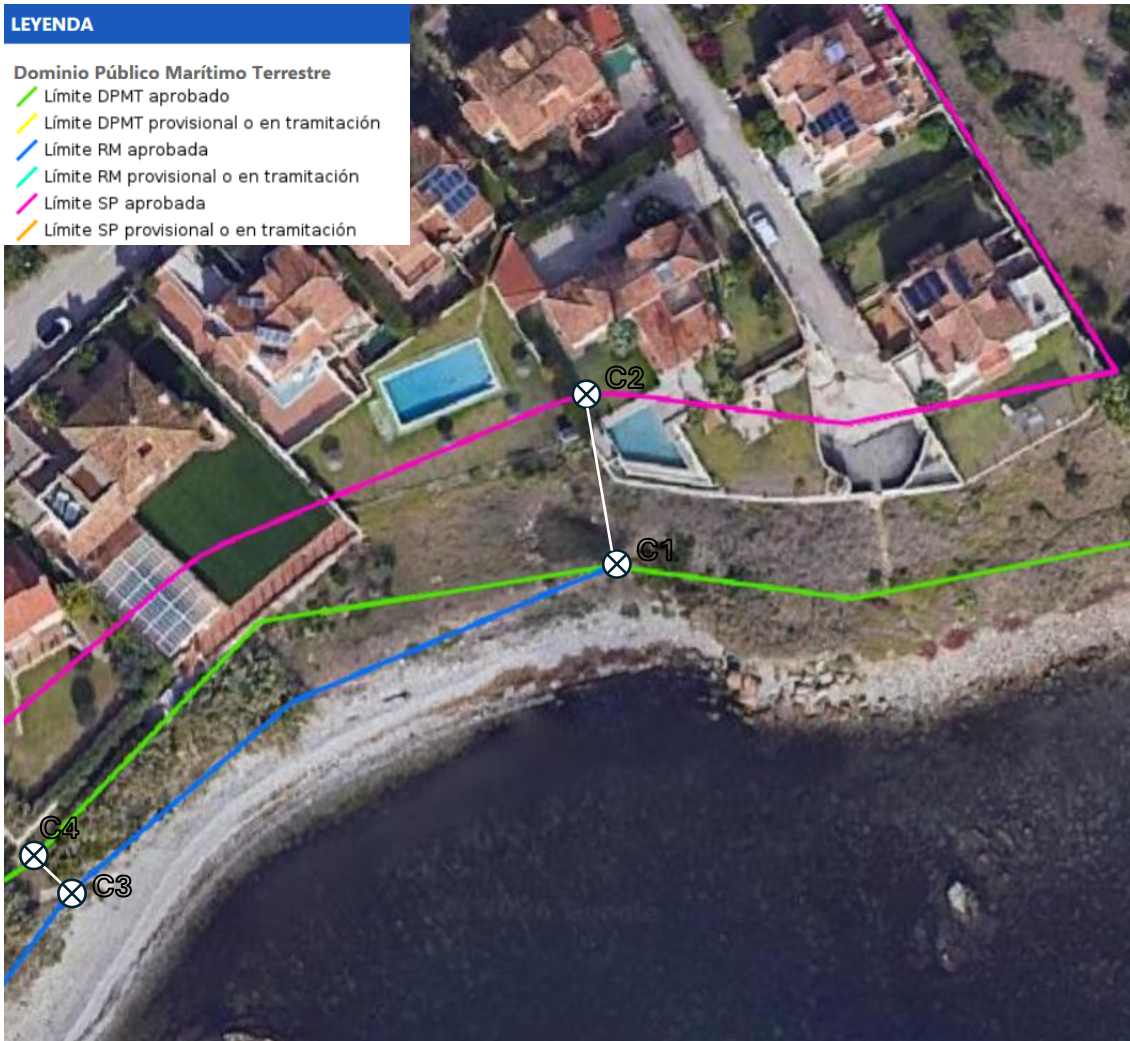 LEYENDA
Dominio Público Marítimo Terrestre
Límite DPMT aprobado
Límite DPMT provisional o en tramitación
Límite RM aprobada
Límite RM provisional o en tramitación
Límite SP aprobada
Límite SP provisional o en tramitación
C2
C1
C4
C3